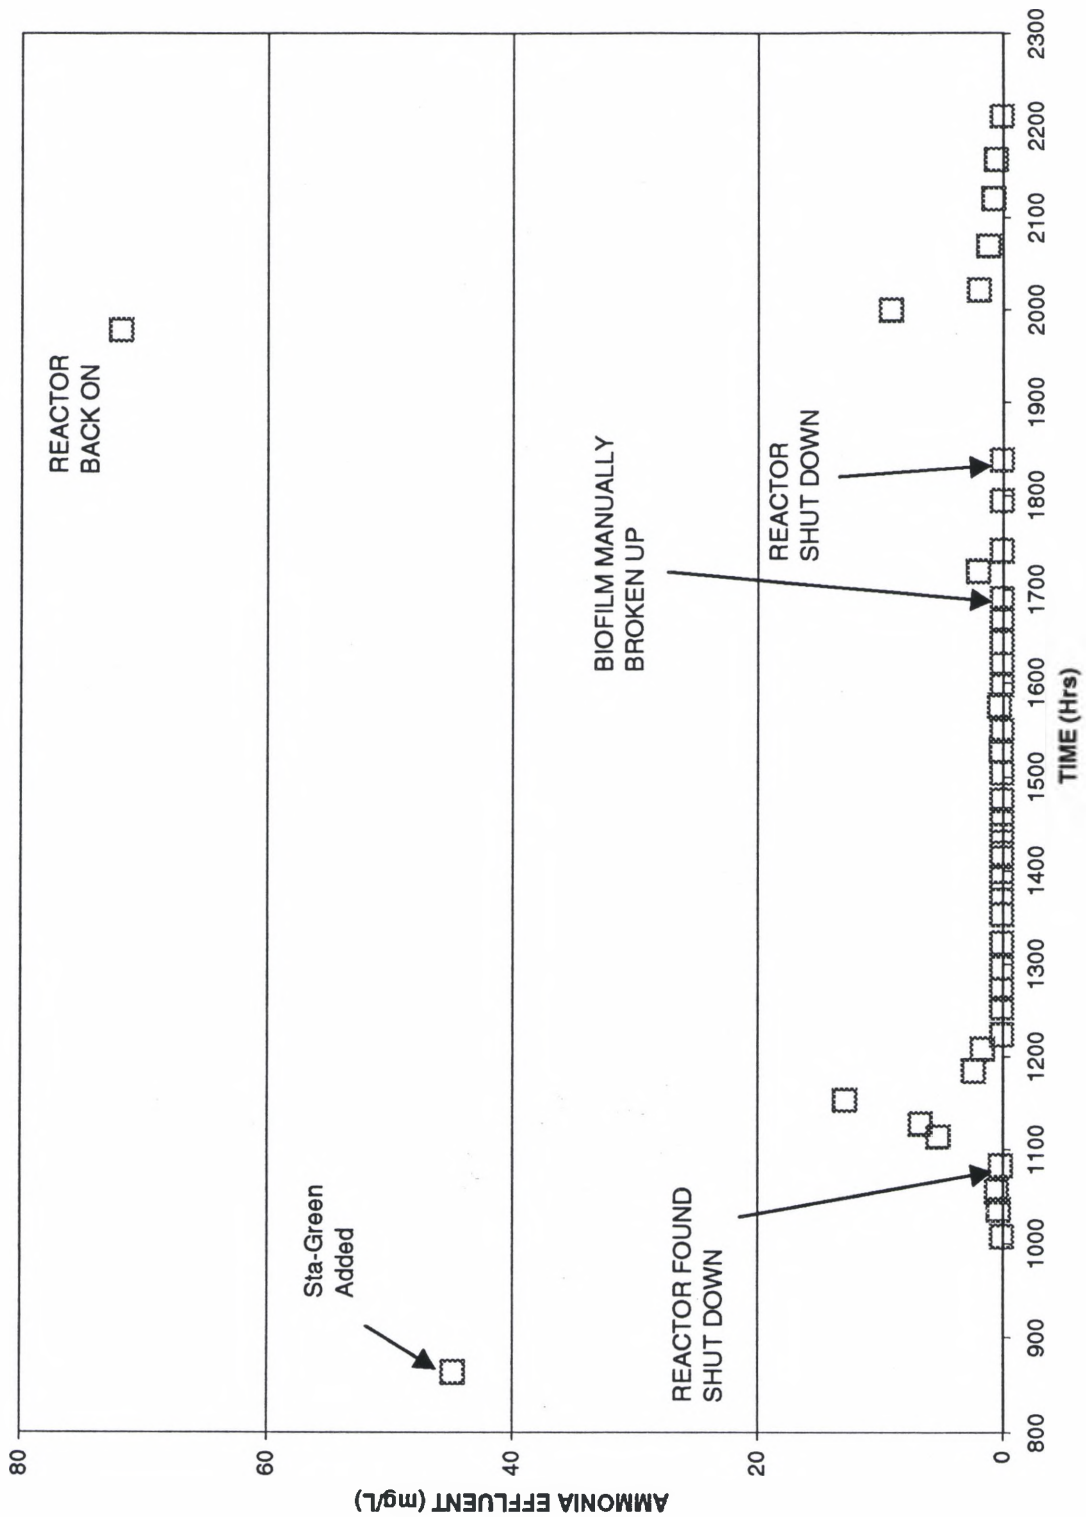 80
60
40
20
0
AMMONIA EFFLUENT (mg/L)
Sta-Green
Added
REACTOR FOUND
SHUT DOWN
BIOFILM MANUALLY
BROKEN UP
REACTOR
SHUT DOWN
REACTOR
BACK ON
800
900
1000
1100
1200
1300
1400
1500
1600
1700
1800
1900
2000
2100
2200
2300
TIME (Hrs)